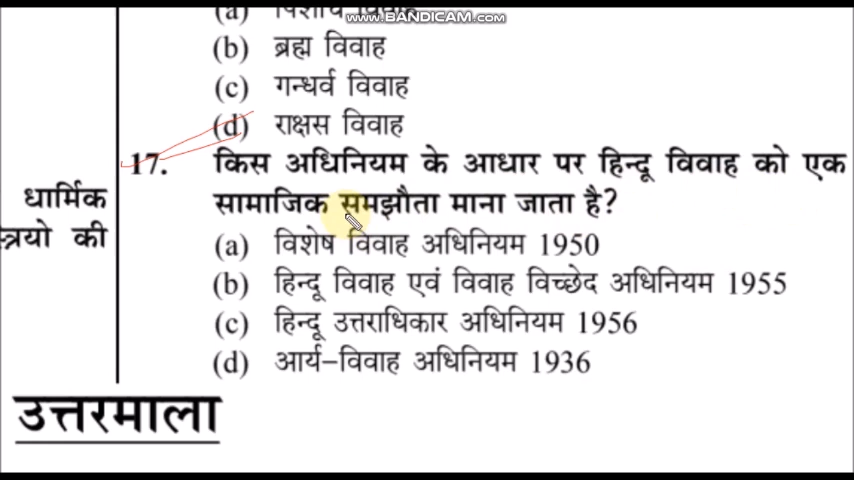 WWW.BANDICAM.COM
(a) पिशाच विवाह
(b) ब्रह्म विवाह
(c) गन्धर्व विवाह
(d) राक्षस विवाह
17. किस अधिनियम के आधार पर हिन्दू विवाह को एक
सामाजिक समझौता माना जाता है?
(a) विशेष विवाह अधिनियम 1950
(b) हिन्दू विवाह एवं विवाह विच्छेद अधिनियम 1955
(c) हिन्दू उत्तराधिकार अधिनियम 1956
(d) आर्य–विवाह अधिनियम 1936
धार्मिक
स्त्रियो की
उत्तरमाला